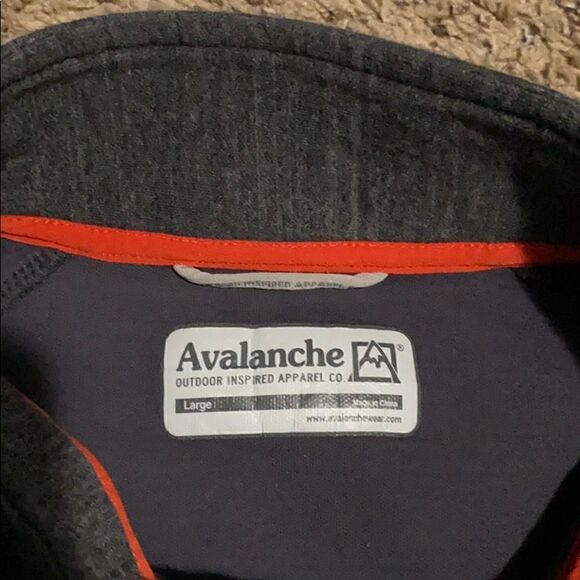 INSPIRED APPAREL
Avalanche®
OUTDOOR INSPIRED APPAREL CO.
Large Made in China
www.avalanchewear.com